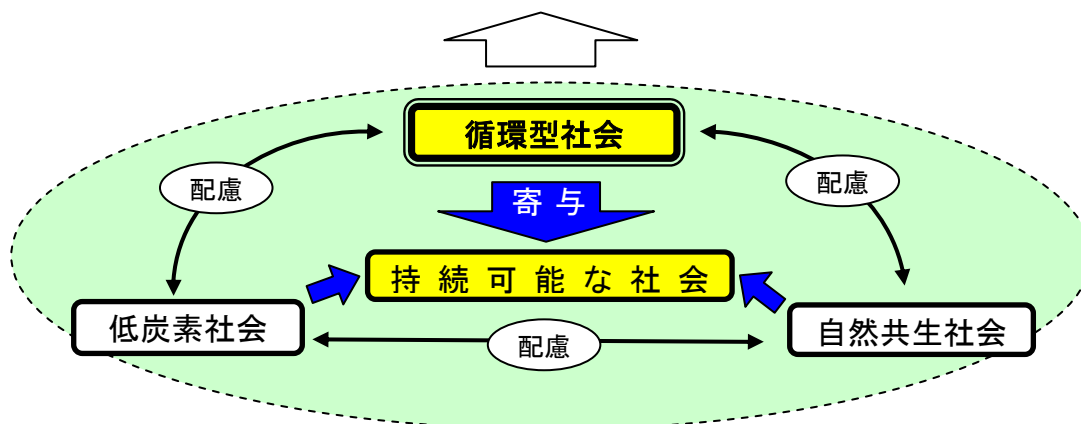 循環型社会
配慮
配慮
寄与
持続可能な社会
低炭素社会
配慮
自然共生社会